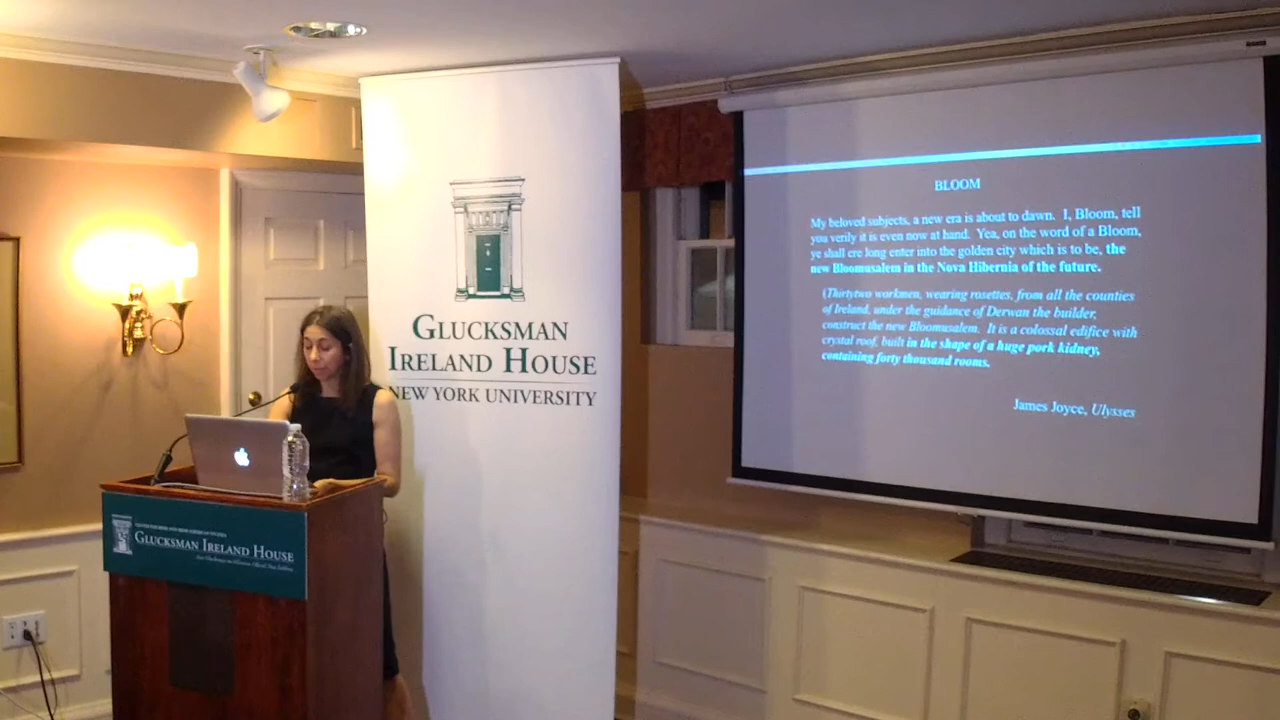 GLUCKSMAN
IRELAND HOUSE
NEW YORK UNIVERSITY
GLUCKSMAN IRELAND HOUSE
BLOOM
My beloved subjects, a new era is about to dawn. I, Bloom, tell
you verily it is even now at hand. Yea, on the word of a Bloom,
ye shall ere long enter into the golden city which is to be, the
new Bloomusalem in the Nova Hibernia of the future.
(Thirtytwo workmen, wearing rosettes, from all the counties
of Ireland, under the guidance of Derwan the builder,
construct the new Bloomusalem. It is a colossal edifice with
crystal roof, built in the shape of a huge pork kidney,
containing forty thousand rooms.
James Joyce, Ulysses